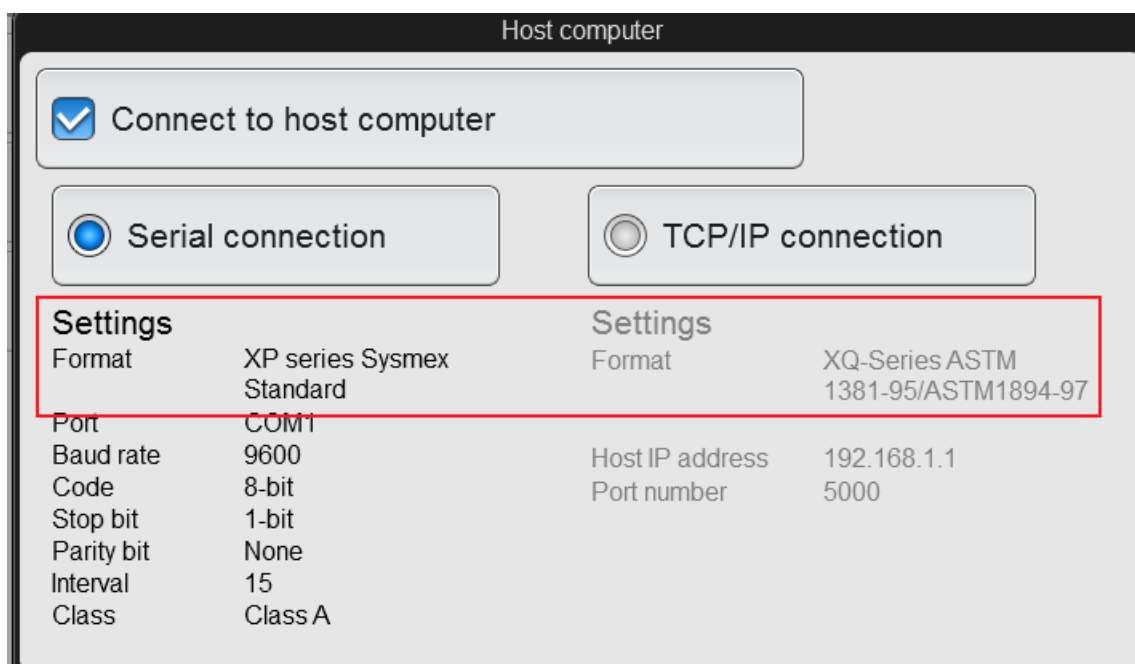 Host computer
Connect to host computer
Serial connection
TCP/IP connection
Settings
Format XP series Sysmex
Standard
Port COM1
Baud rate 9600
Code 8-bit
Stop bit 1-bit
Parity bit None
Interval 15
Class Class A
Settings
Format XQ-Series ASTM
1381-95/ASTM1894-97
Host IP address 192.168.1.1
Port number 5000